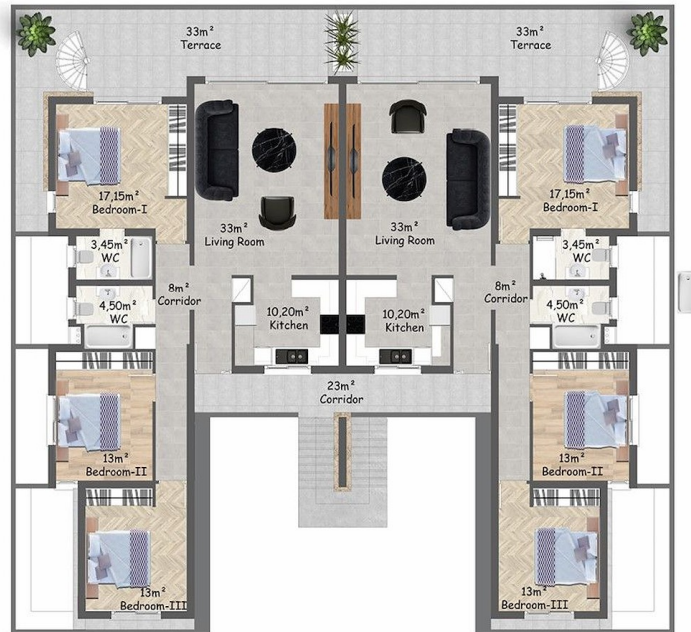 33m²
Terrace
33m²
Terrace
17,15m²
Bedroom-I
33m²
Living Room
33m²
Living Room
17,15m²
Bedroom-I
3,45m²
WC
3,45m²
WC
8m²
Corridor
8m²
Corridor
4,50m²
WC
10,20m²
Kitchen
10,20m²
Kitchen
4,50m²
WC
23m²
Corridor
13m²
Bedroom-II
13m²
Bedroom-II
13m²
Bedroom-III
13m²
Bedroom-III